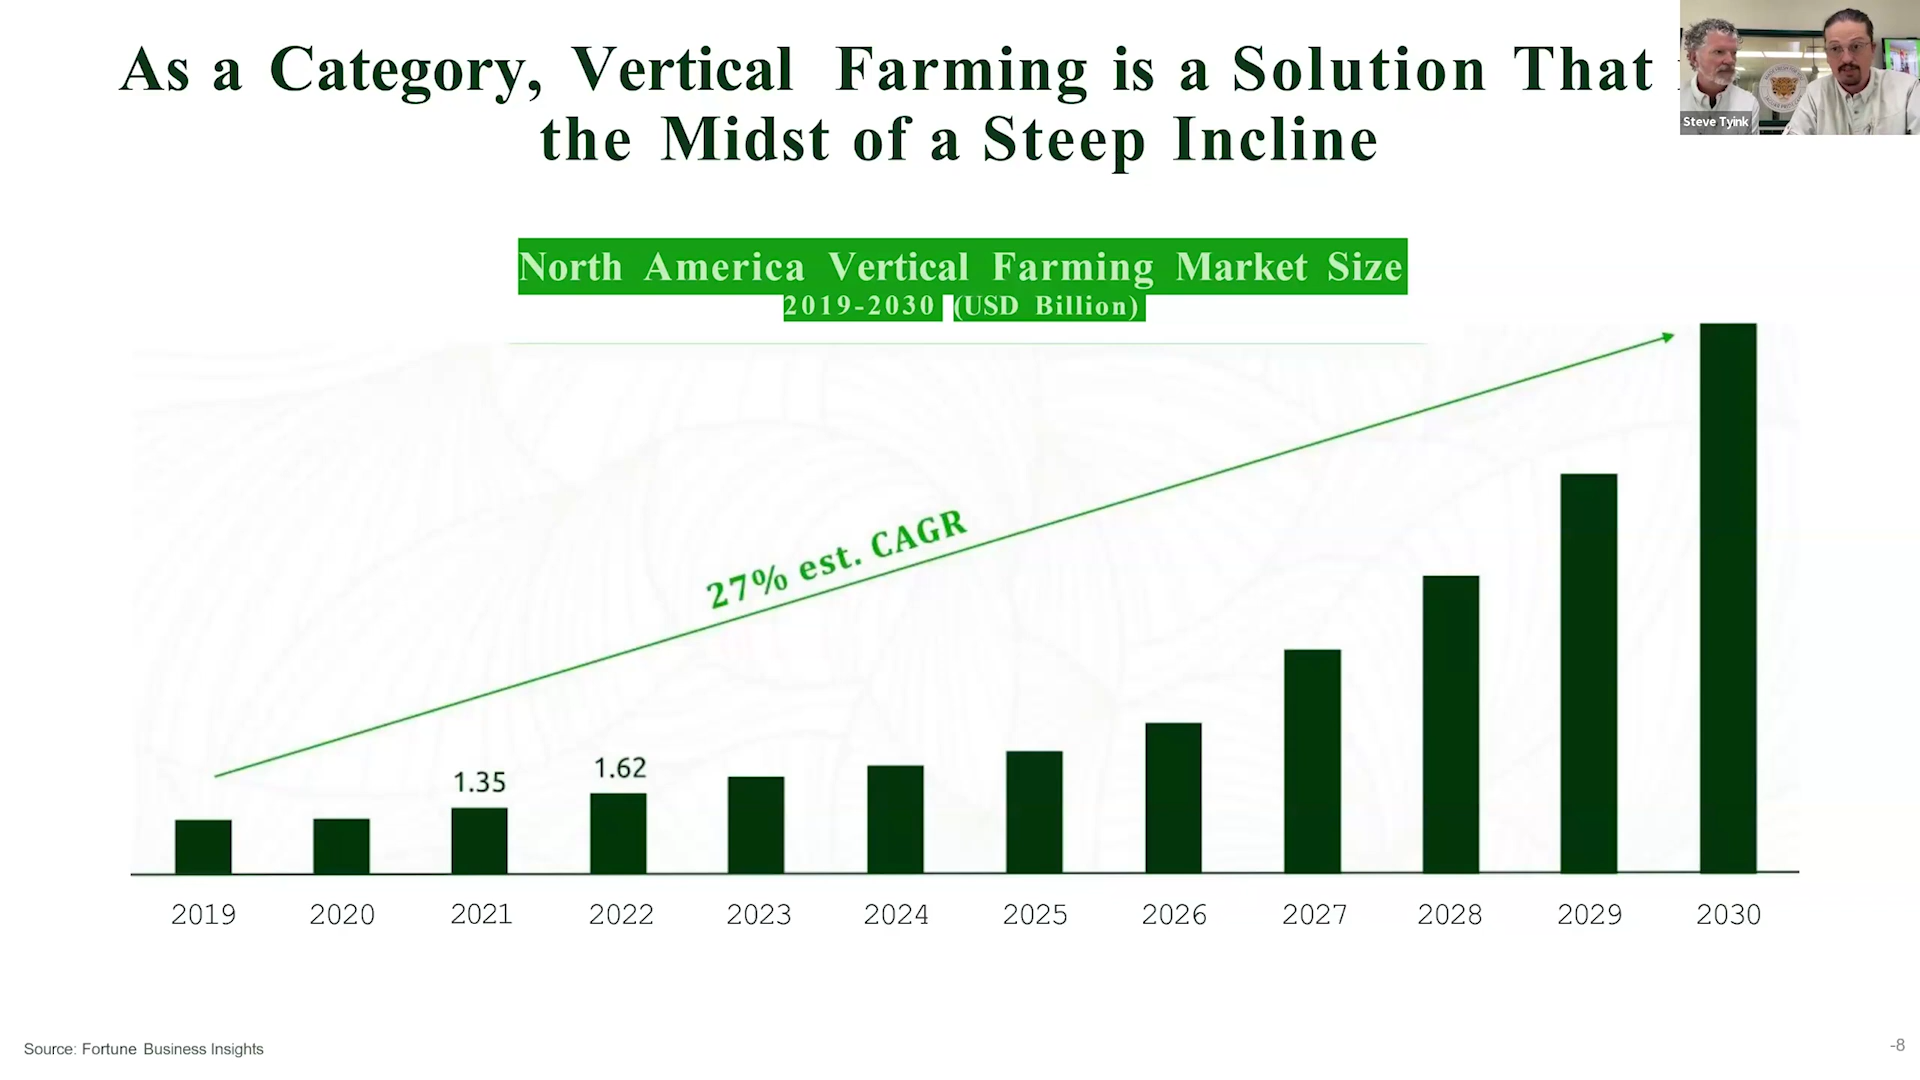 As a Category, Vertical Farming is a Solution That
the Midst of a Steep Incline
Steve Tyink
North America Vertical Farming Market Size
2019-2030 (USD Billion)
27% est. CAGR
1.35
1.62
2019 2020 2021 2022 2023 2024 2025 2026 2027 2028 2029 2030
Source: Fortune Business Insights
-8